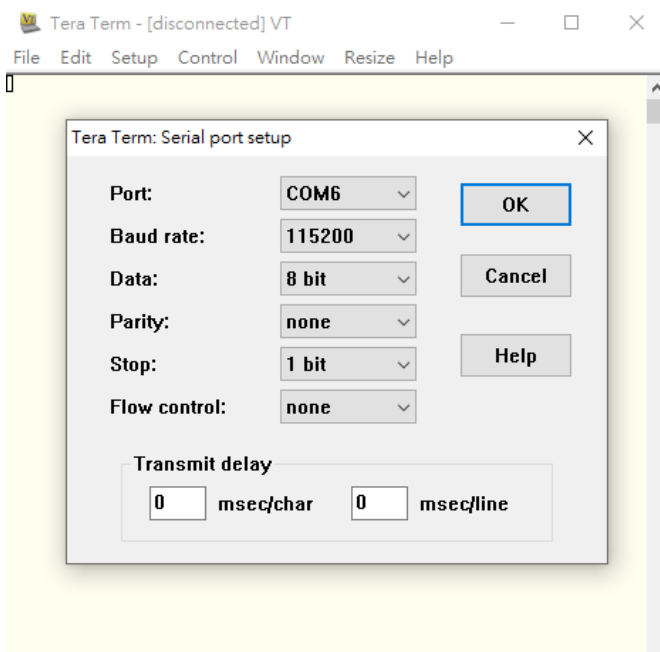 Tera Term - [disconnected] VT
File Edit Setup Control Window Resize Help
Tera Term: Serial port setup
Port: COM6 OK
Baud rate: 115200
Data: 8 bit Cancel
Parity: none
Stop: 1 bit Help
Flow control: none
Transmit delay
0 msec/char 0 msec/line